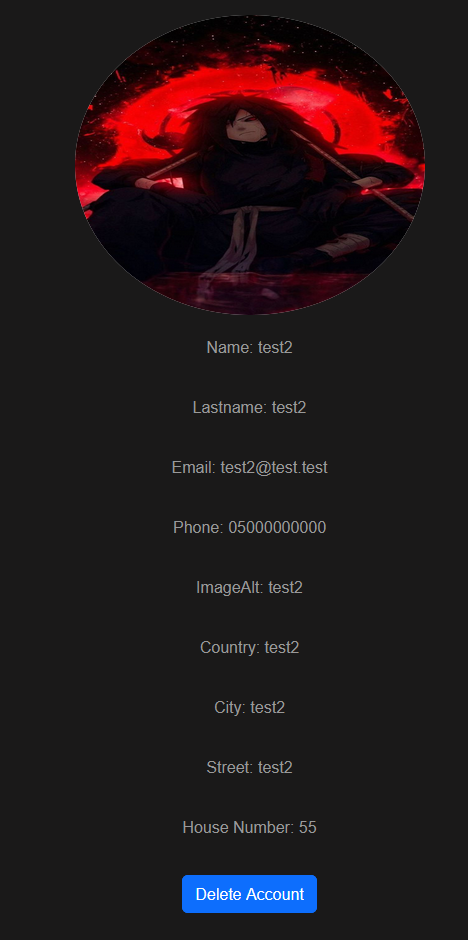 Name: test2
Lastname: test2
Email: test2@test.test
Phone: 05000000000
ImageAlt: test2
Country: test2
City: test2
Street: test2
House Number: 55
Delete Account